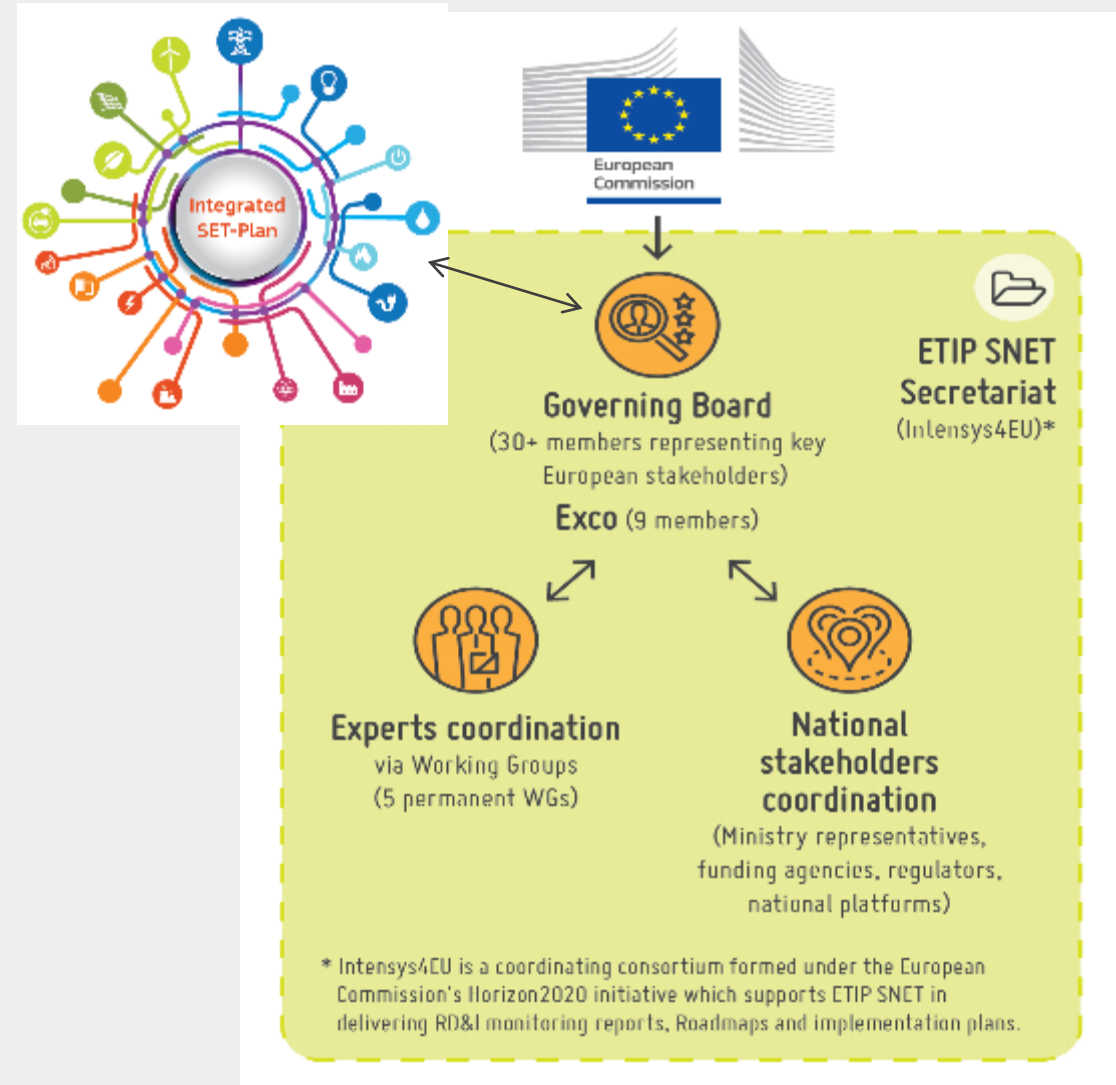 Integrated
SET-Plan
European
Commission
ETIP SNET
Secretariat
(Intensys4EU)*
Governing Board
(30+ members representing key
European stakeholders)
Exco (9 members)
Experts coordination
via Working Groups
(5 permanent WGs)
National
stakeholders
coordination
(Ministry representatives,
funding agencies, regulators,
national platforms)
* Intensys4EU is a coordinating consortium formed under the European
Commission's Horizon2020 initiative which supports ETIP SNET in
delivering RD&I monitoring reports, Roadmaps and implementation plans.